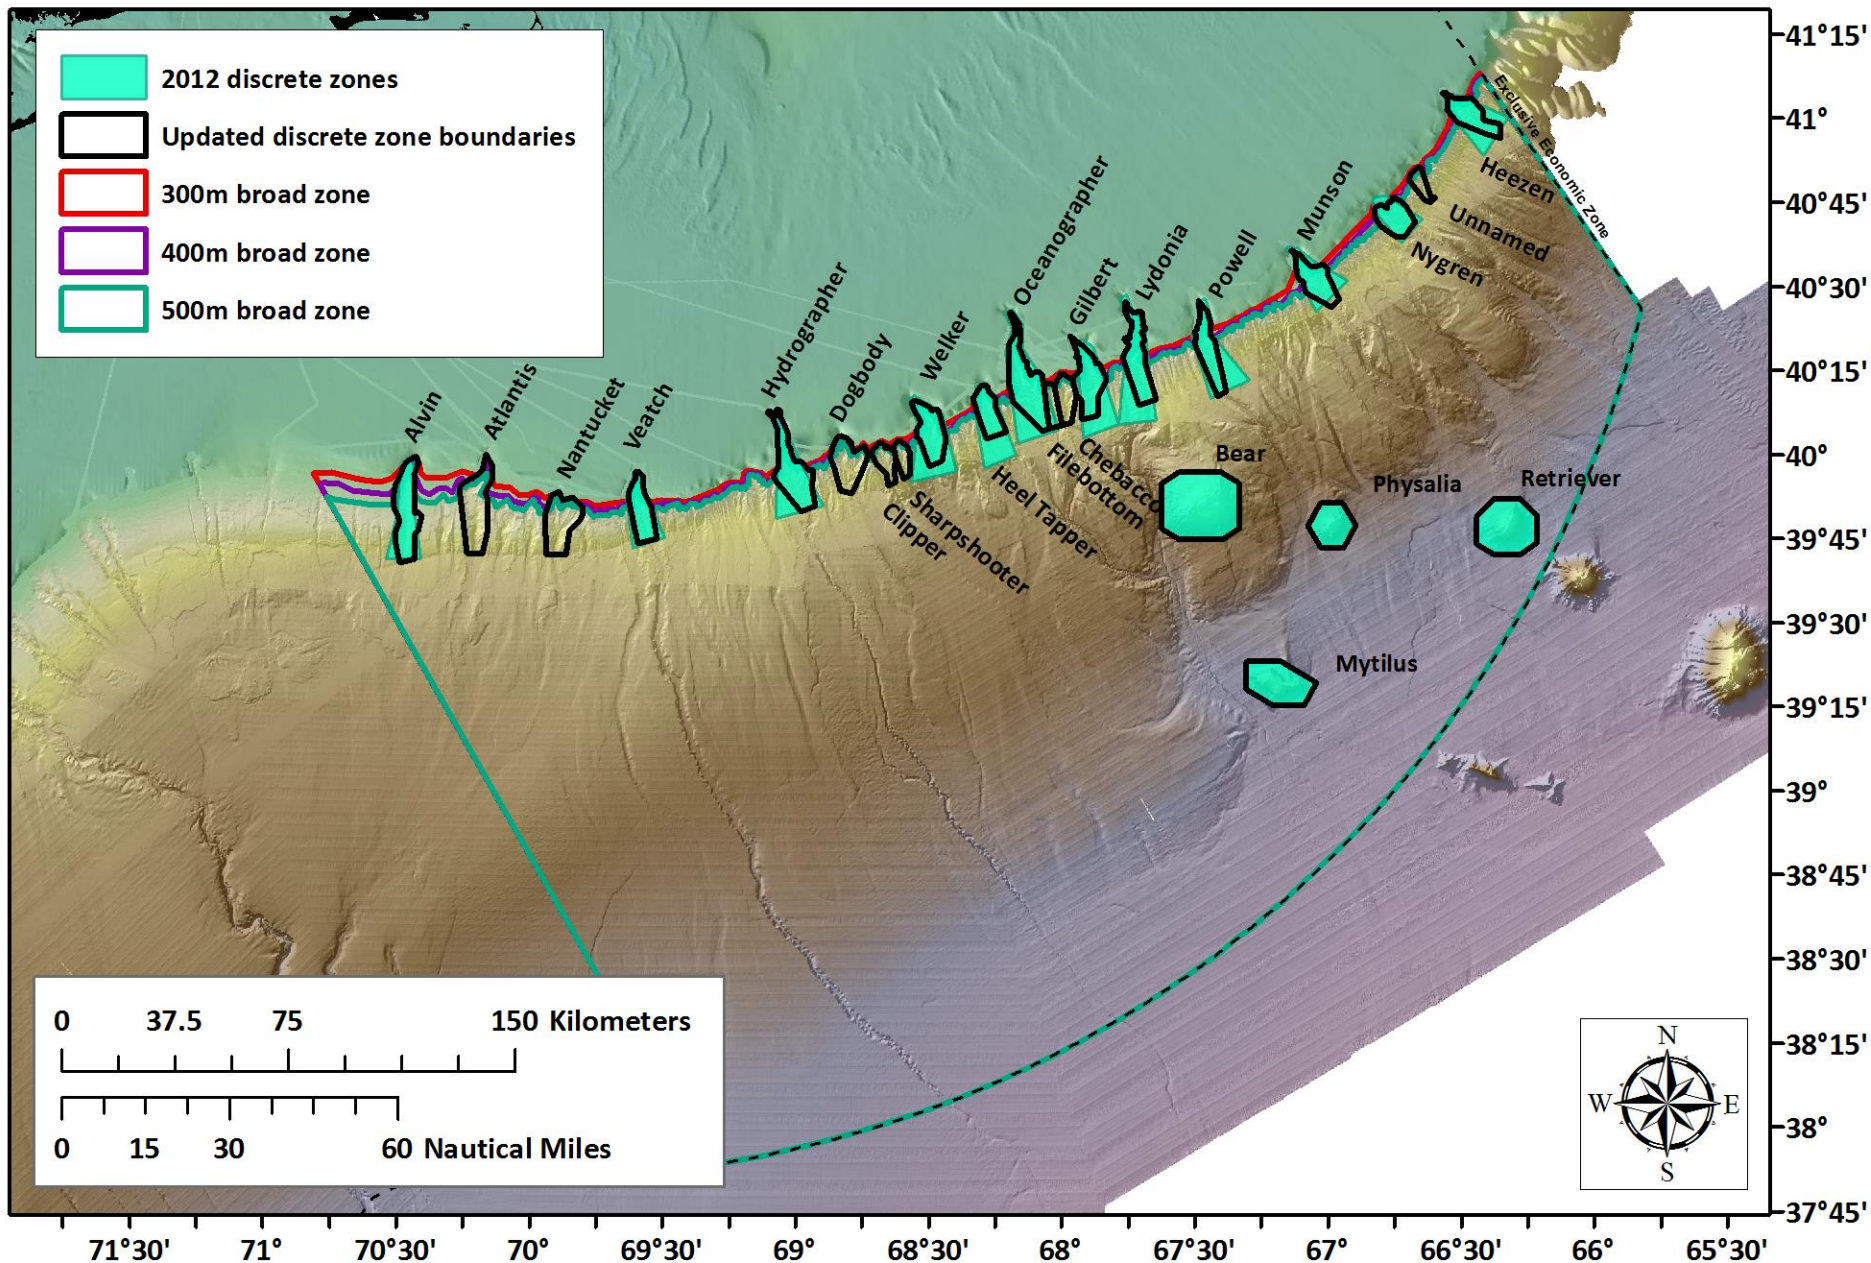 2012 discrete zones
Updated discrete zone boundaries
300m broad zone
400m broad zone
500m broad zone
Alvin
Atlantis
Nantucket
Veatch
Hydrographer
Dogbody
Clipper
Sharpshooter
Welker
Heel Tapper
Oceanographer
Filebottom
Chebacco
Gilbert
Lydonia
Powell
Munson
Nygren
Unnamed
Heezen
Exclusive Economic Zone
Bear
Physalia
Retriever
Mytilus
0 37.5 75 150 Kilometers
0 15 30 60 Nautical Miles
N
W E
S
41°15'
41°
40°45'
40°30'
40°15'
40°
39°45'
39°30'
39°15'
39°
38°45'
38°30'
38°15'
38°
37°45'
71°30' 71° 70°30' 70° 69°30' 69° 68°30' 68° 67°30' 67° 66°30' 66° 65°30'